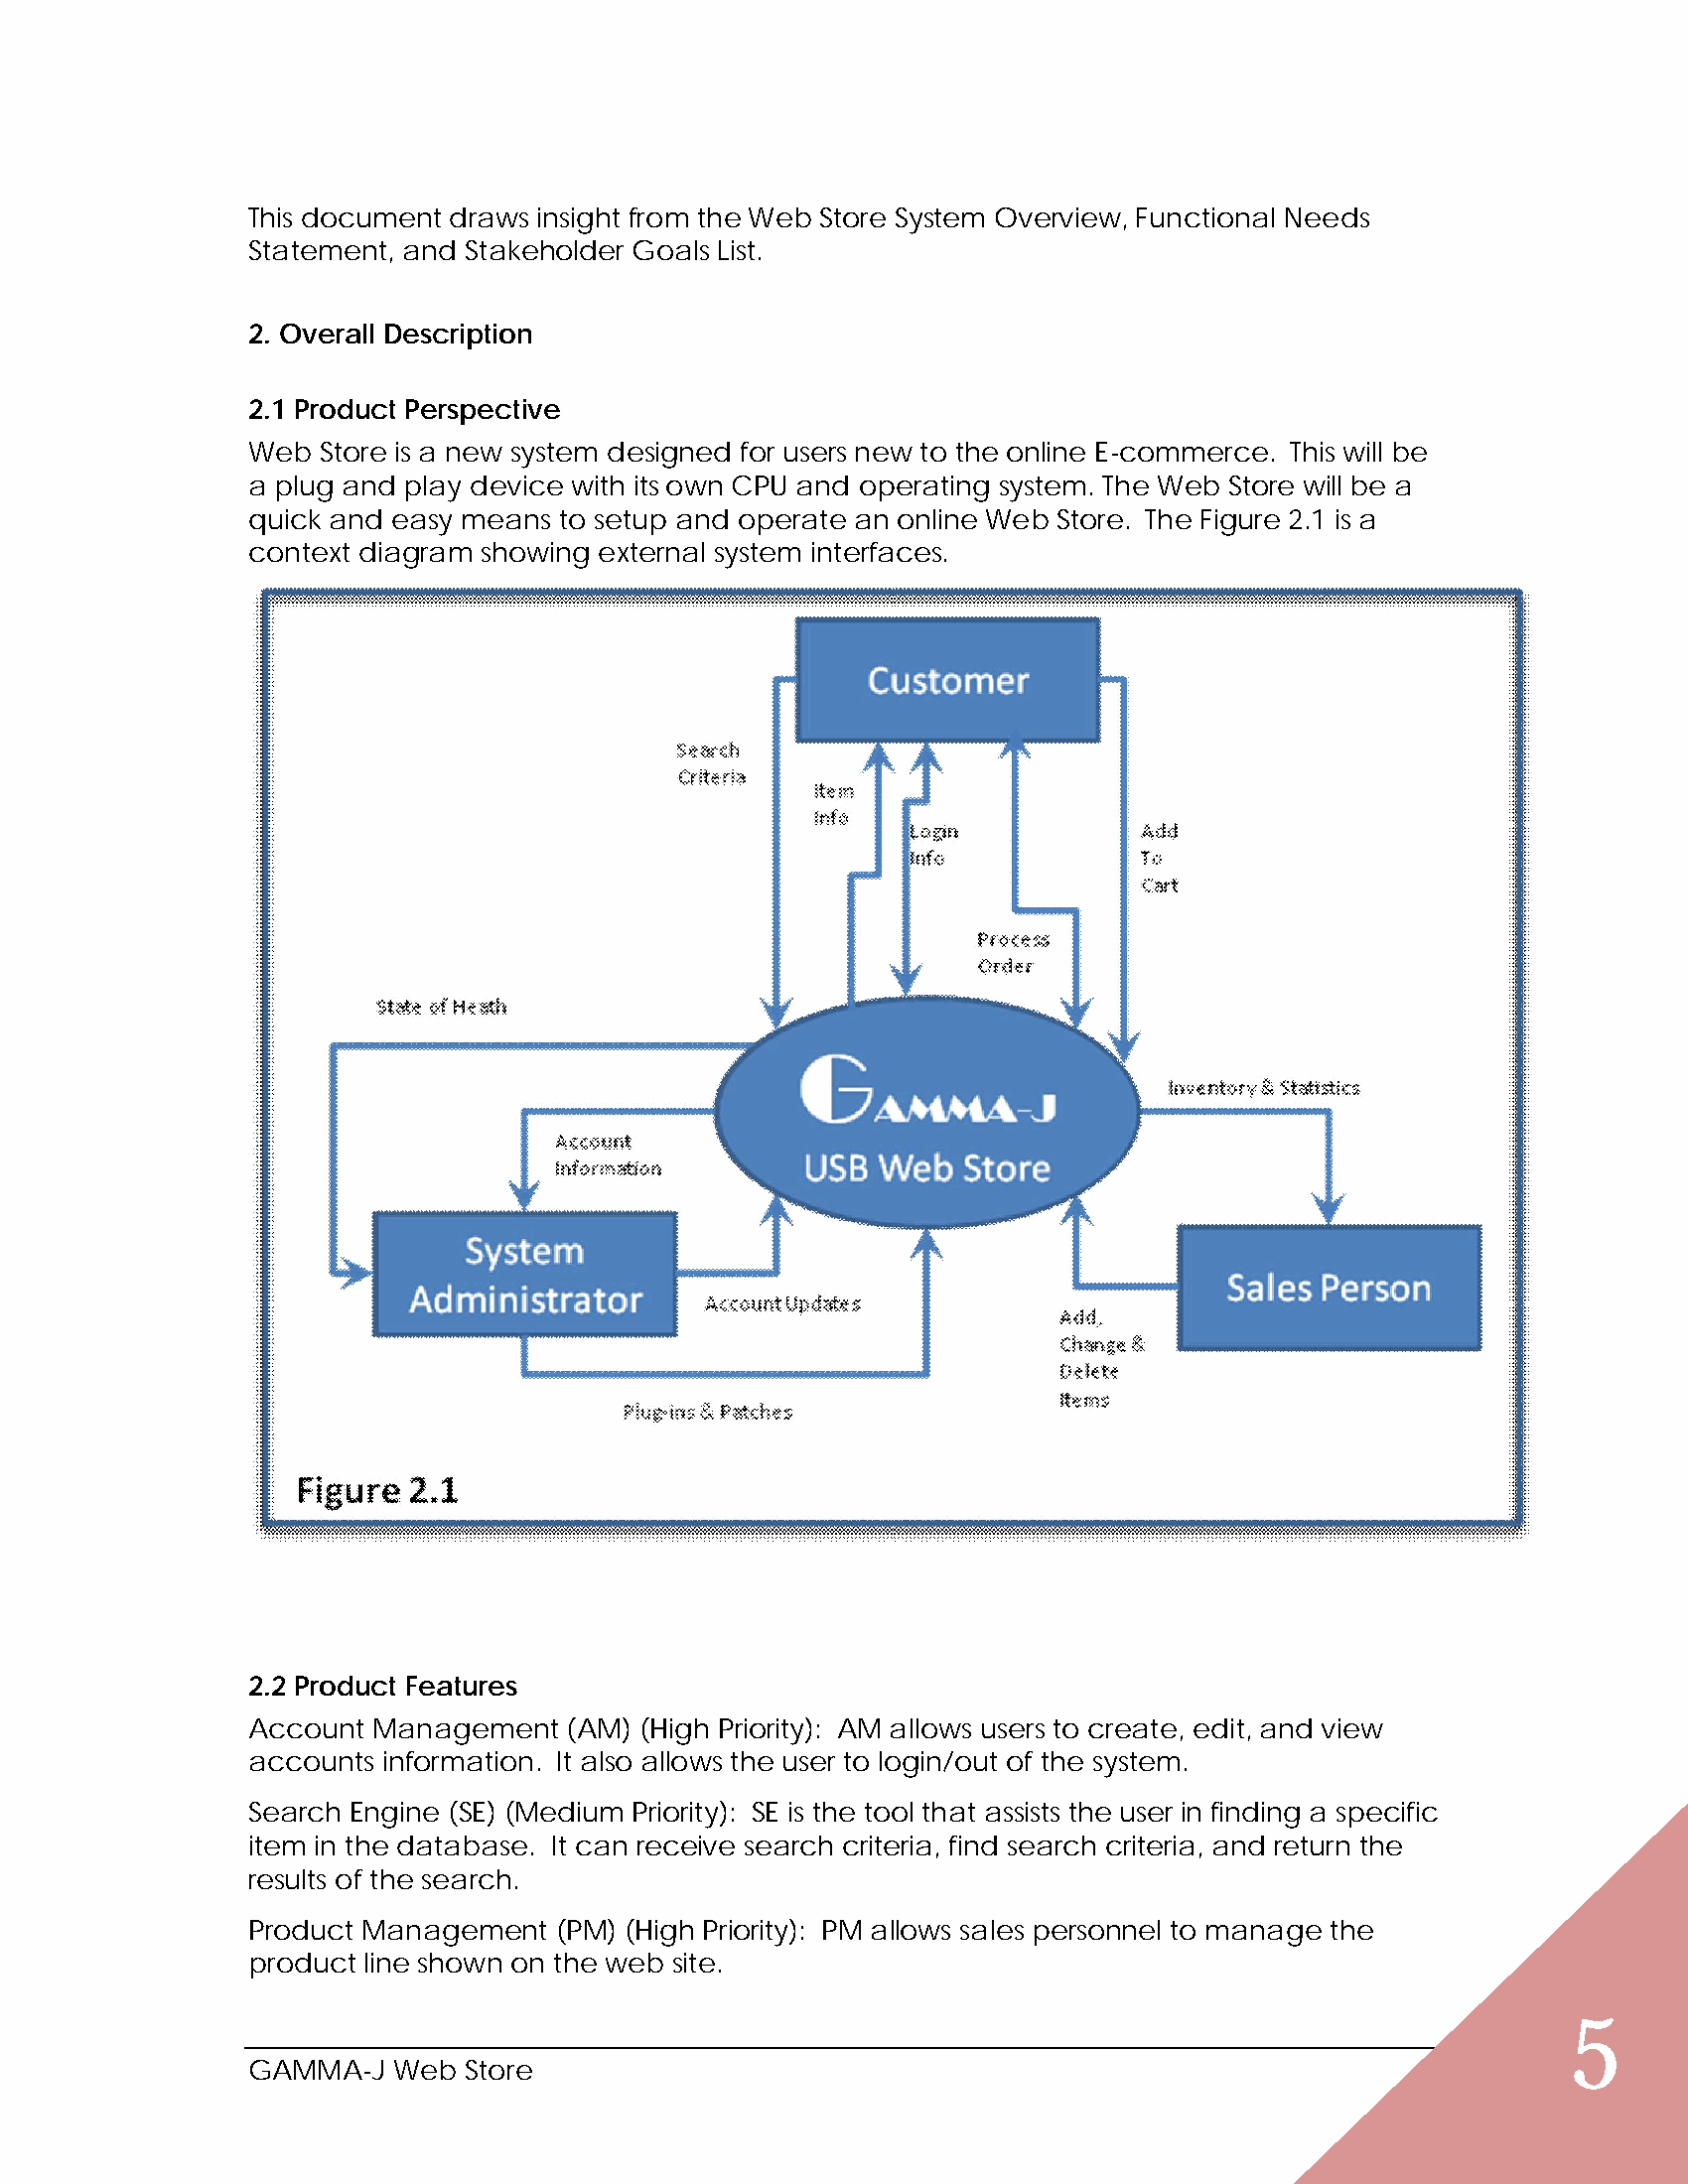 This document draws insight from the Web Store System Overview, Functional Needs
Statement, and Stakeholder Goals List.
2. Overall Description
2.1 Product Perspective
Web Store is a new system designed for users new to the online E-commerce. This will be
a plug and play device with its own CPU and operating system. The Web Store will be a
quick and easy means to setup and operate an online Web Store. The Figure 2.1 is a
context diagram showing external system interfaces.
Customer
Search
Criteria
Item
Info
Login
Info
Add
To
Cart
Process
Order
State of Heath
GAMMA-J
USB Web Store
Inventory & Statistics
Account
Information
System
Administrator
Account Updates
Sales Person
Add,
Change &
Delete
Items
Plug-ins & Patches
Figure 2.1
2.2 Product Features
Account Management (AM) (High Priority): AM allows users to create, edit, and view
accounts information. It also allows the user to login/out of the system.
Search Engine (SE) (Medium Priority): SE is the tool that assists the user in finding a specific
item in the database. It can receive search criteria, find search criteria, and return the
results of the search.
Product Management (PM) (High Priority): PM allows sales personnel to manage the
product line shown on the web site.
GAMMA-J Web Store
5